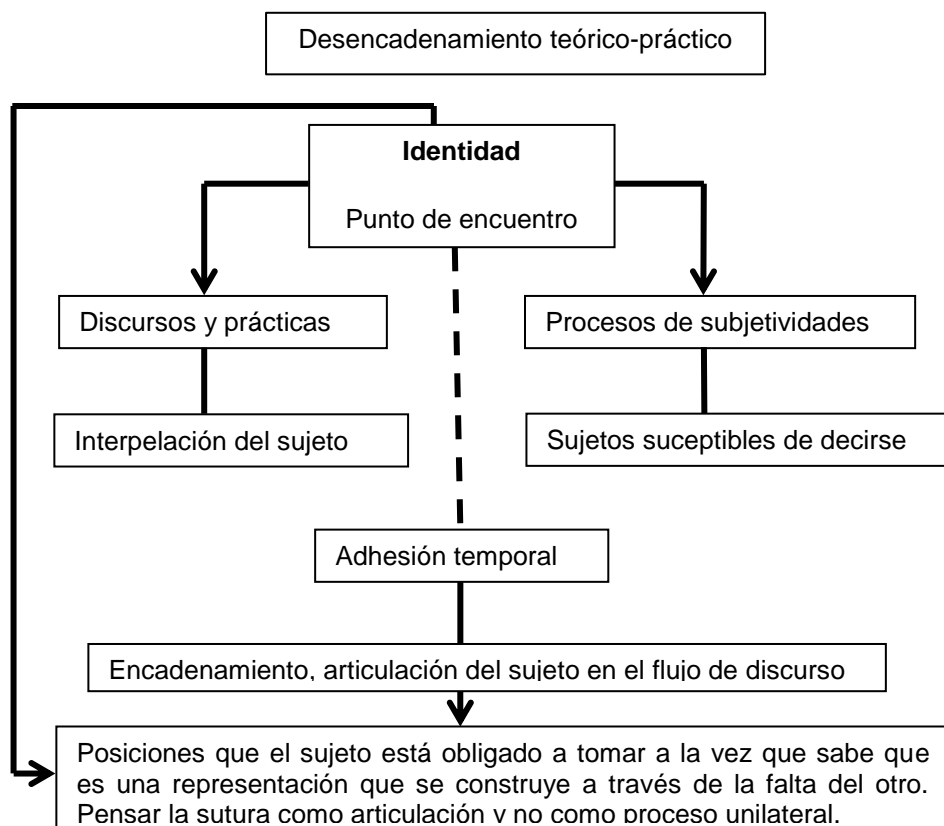 Desencadenamiento teórico-práctico
Identidad
Punto de encuentro
Discursos y prácticas
Procesos de subjetividades
Interpelación del sujeto
Sujetos suceptibles de decirse
Adhesión temporal
Encadenamiento, articulación del sujeto en el flujo de discurso
Posiciones que el sujeto está obligado a tomar a la vez que sabe que
es una representación que se construye a través de la falta del otro.
Pensar la sutura como articulación y no como proceso unilateral.